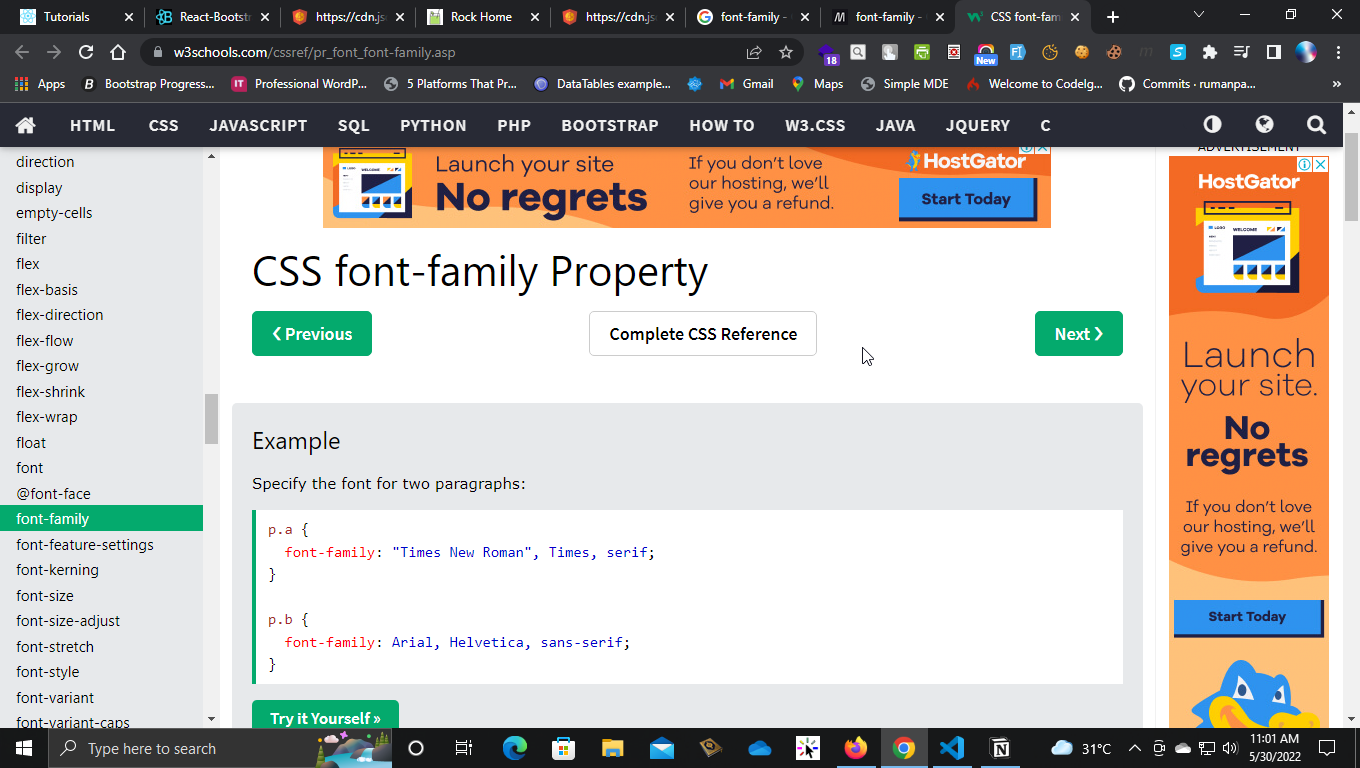 Tutorials
React-Bootstr
https://cdn.jse
Rock Home
https://cdn.jse
font-family -
font-family -
CSS font-fam
w3schools.com/cssref/pr_font_font-family.asp
18
New
Apps
Bootstrap Progress...
Professional WordP...
5 Platforms That Pr...
DataTables example...
Gmail
Maps
Simple MDE
Welcome to CodeIg...
Commits · rumanpa...
»
HTML
CSS
JAVASCRIPT
SQL
PYTHON
PHP
BOOTSTRAP
HOW TO
W3.CSS
JAVA
JQUERY
C
direction
display
empty-cells
filter
flex
flex-basis
flex-direction
flex-flow
flex-grow
flex-shrink
flex-wrap
float
font
@font-face
font-family
font-feature-settings
font-kerning
font-size
font-size-adjust
font-stretch
font-style
font-variant
font-variant-caps
Launch your site
No regrets
If you don't love
our hosting, we'll
give you a refund.
HostGator
Start Today
CSS font-family Property
❮ Previous
Complete CSS Reference
Next ❯
Example
Specify the font for two paragraphs:
p.a {
font-family: "Times New Roman", Times, serif;
}
p.b {
font-family: Arial, Helvetica, sans-serif;
}
Try it Yourself »
ADVERTISEMENT
HostGator
LOGO WELCOME
Launch
your site.
No
regrets
If you don't love
our hosting, we'll
give you a refund.
Start Today
Type here to search
31°C
11:01 AM
5/30/2022